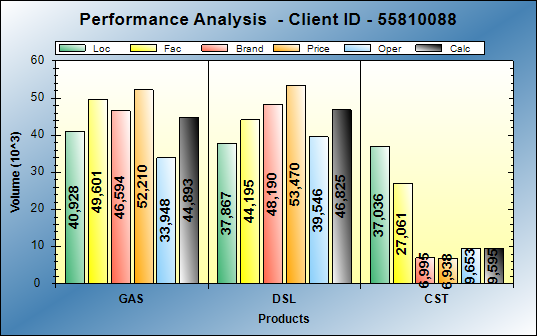 Performance Analysis - Client ID - 55810088
Loc Fac Brand Price Oper Calc
60
50
40
30
20
10
0
Volume (10^3)
40,928 49,601 46,594 52,210 33,948 44,893
37,867 44,195 48,190 53,470 39,546 46,825
37,036 27,061 6,995 6,938 9,653 9,595
GAS DSL CST
Products